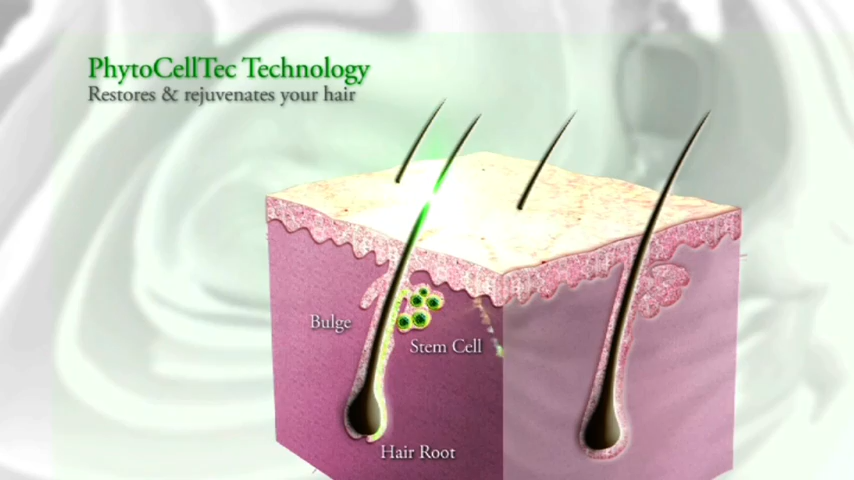 PhytoCellTec Technology
Restores & rejuvenates your hair
Bulge
Stem Cell
Hair Root